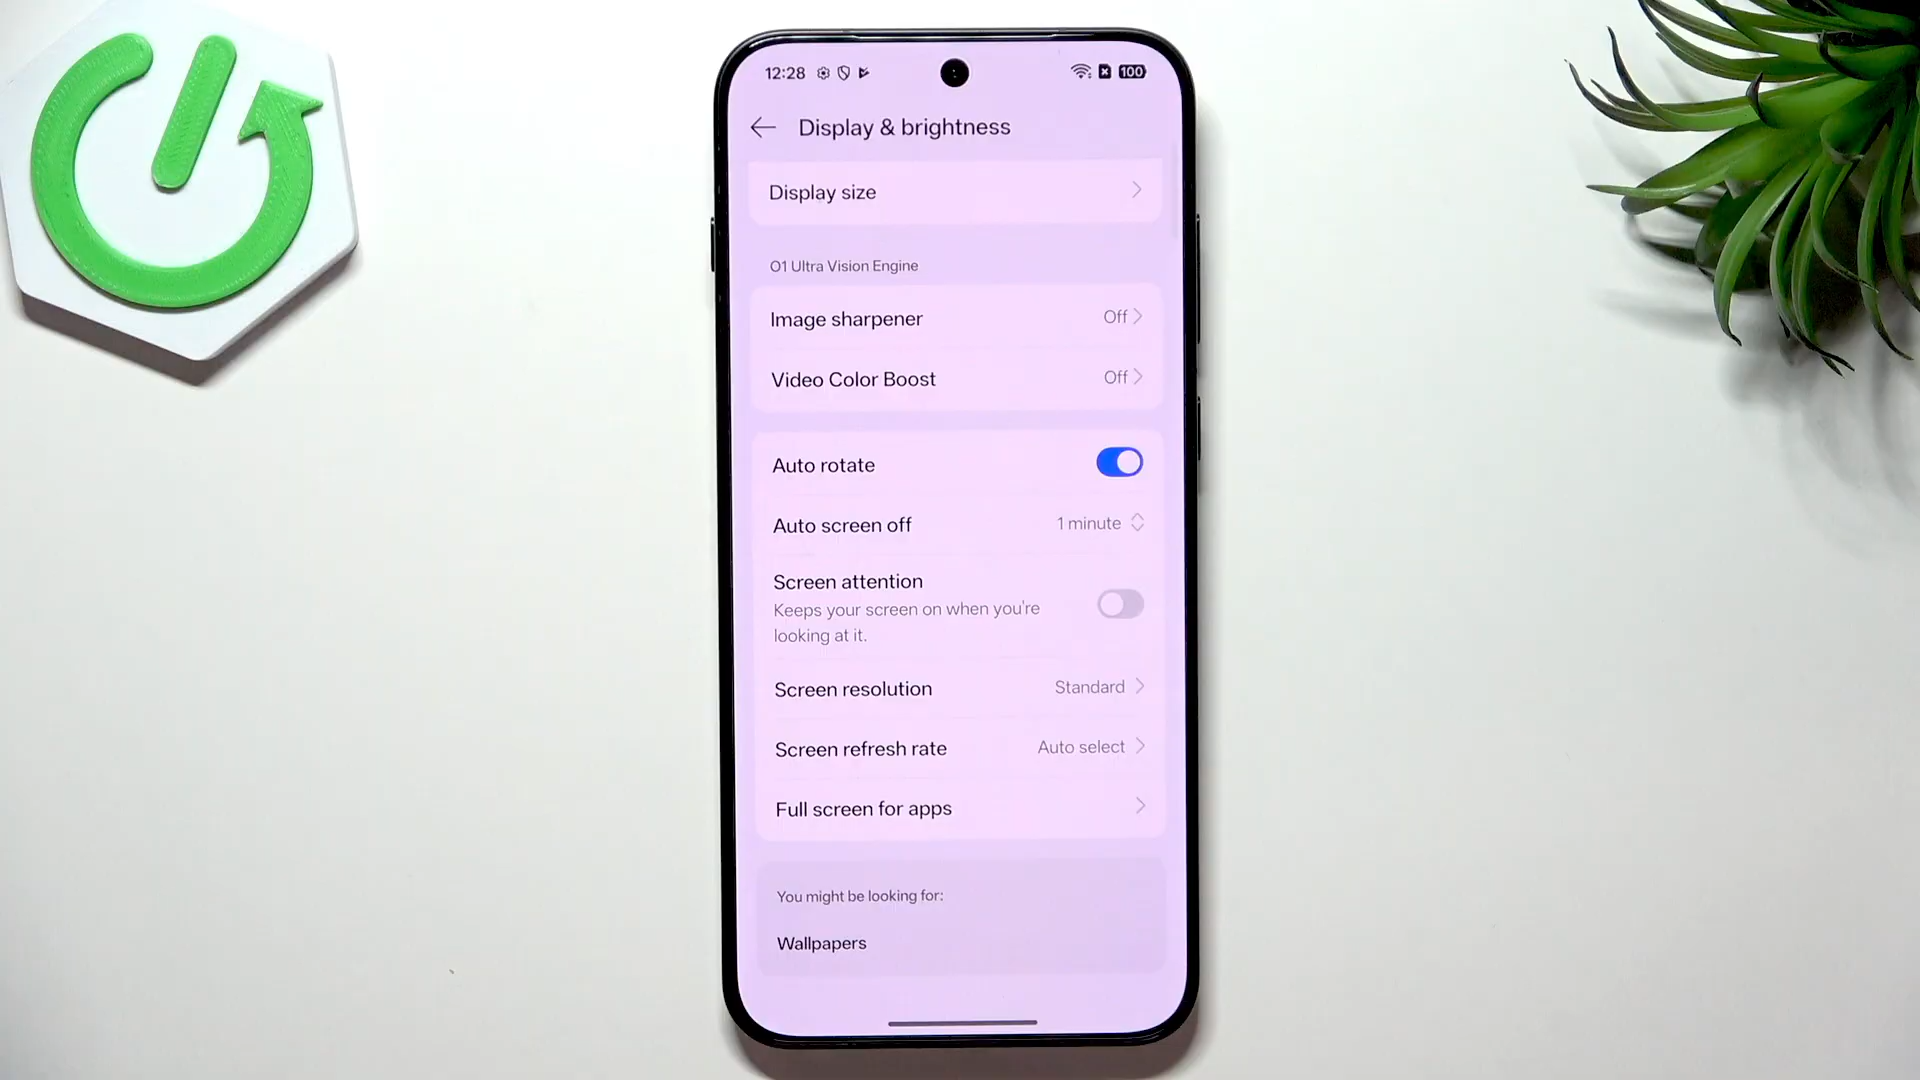 12:28
100
Display & brightness
Display size
O1 Ultra Vision Engine
Image sharpener Off
Video Color Boost Off
Auto rotate
Auto screen off 1 minute
Screen attention
Keeps your screen on when you're
looking at it.
Screen resolution Standard
Screen refresh rate Auto select
Full screen for apps
You might be looking for:
Wallpapers